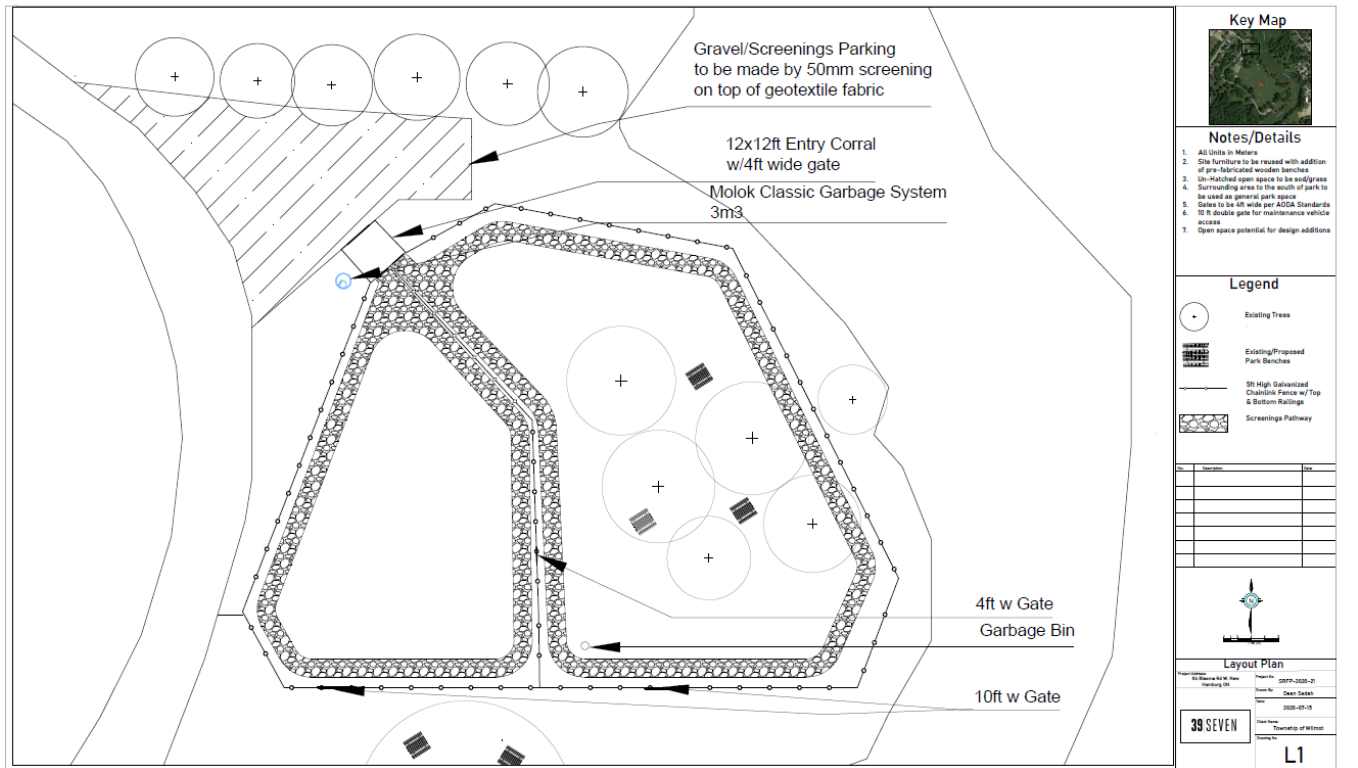 Gravel/Screenings Parking
to be made by 50mm screening
on top of geotextile fabric
12x12ft Entry Corral
w/4ft wide gate
Molok Classic Garbage System
3m3
4ft w Gate
Garbage Bin
10ft w Gate
Key Map
Notes/Details
1. All Units in Meters
2. Site furniture to be reused with addition
of pre-fabricated wooden benches
3. Un-Hatched open space to be sod/grass
4. Surrounding area to the south of park to
be used as general park space
5. Gates to be 4ft wide per AODA Standards
6. 10 ft double gate for maintenance vehicle
access
7. Open space potential for design additions
Legend
Existing Trees
Existing/Proposed
Park Benches
5ft High Galvanized
Chainlink Fence w/ Top
& Bottom Railings
Screenings Pathway
No. Description Date
N
Layout Plan
Project Address:
Rd W. New
Hamburg ON
Project No.
SRFP-2020-21
Drawn By
Dean Sadeh
Date
2020-07-15
39 SEVEN
Client Name
Township of Wilmot
Drawing No.
L1